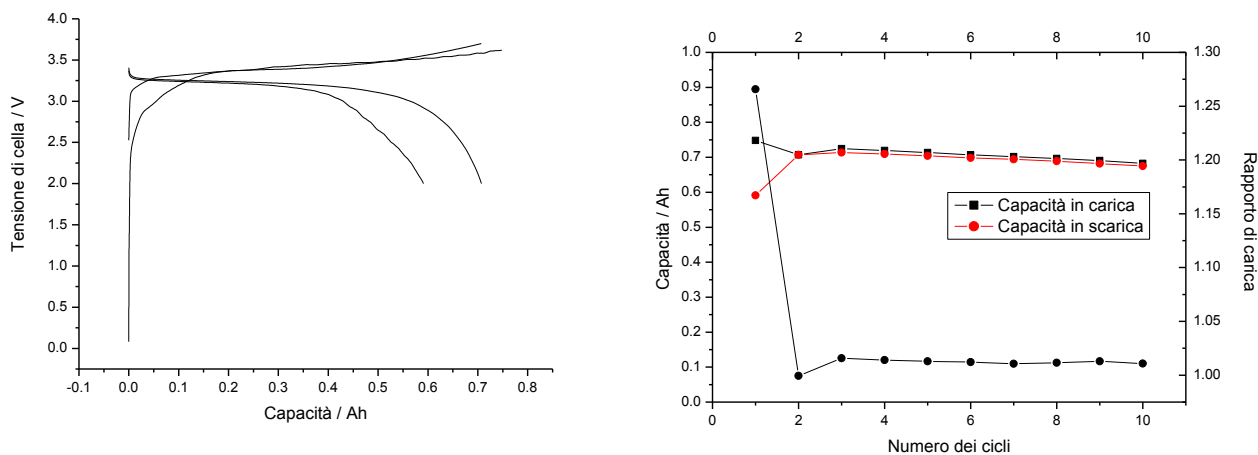 4.0
3.5
3.0
2.5
2.0
1.5
1.0
0.5
0.0
Tensione di cella / V
-0.1 0.0 0.1 0.2 0.3 0.4 0.5 0.6 0.7 0.8
Capacità / Ah
0 2 4 6 8 10
1.0
0.9
0.8
0.7
0.6
0.5
0.4
0.3
0.2
0.1
0.0
Capacità / Ah
Capacità in carica
Capacità in scarica
1.30
1.25
1.20
1.15
1.10
1.05
1.00
Rapporto di carica
0 2 4 6 8 10
Numero dei cicli